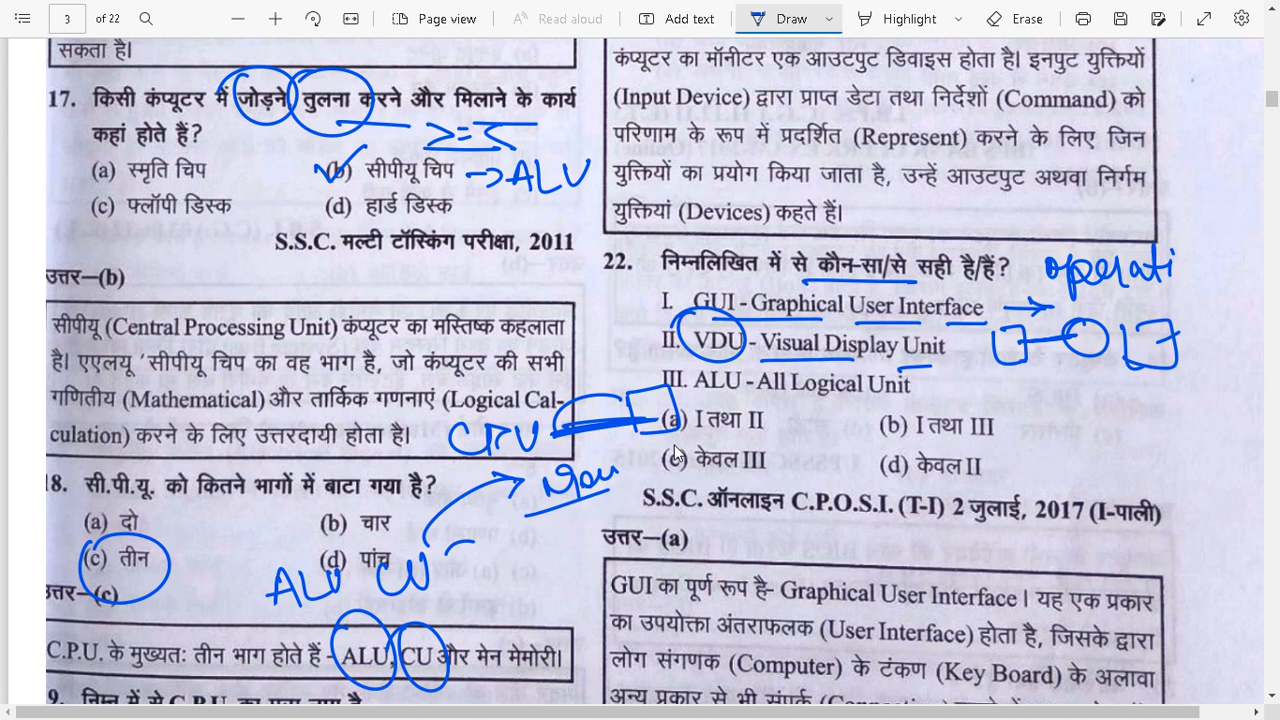 3 of 22
Page view
Read aloud
Add text
Draw
Highlight
Erase
सकता है।
17. किसी कंप्यूटर में जोड़ने, तुलना करने और मिलाने के कार्य
कहां होते हैं?
> = <
(a) स्मृति चिप (b) सीपीयू चिप → ALU
(c) फ्लॉपी डिस्क (d) हार्ड डिस्क
S.S.C. मल्टी टॉस्किंग परीक्षा, 2011
उत्तर–(b)
सीपीयू (Central Processing Unit) कंप्यूटर का मस्तिष्क कहलाता
है। एएलयू ' सीपीयू चिप का वह भाग है, जो कंप्यूटर की सभी
गणितीय (Mathematical) और तार्किक गणनाएं (Logical Cal-
culation) करने के लिए उत्तरदायी होता है।
CPU
18. सी.पी.यू. को कितने भागों में बाटा गया है?
(a) दो (b) चार
(c) तीन (d) पांच
ALU CU
उत्तर–(c)
C.P.U. के मुख्यत: तीन भाग होते हैं - ALU, CU और मेन मेमोरी।
कंप्यूटर का मॉनीटर एक आउटपुट डिवाइस होता है। इनपुट युक्तियों
(Input Device) द्वारा प्राप्त डेटा तथा निर्देशों (Command) को
परिणाम के रूप में प्रदर्शित (Represent) करने के लिए जिन
युक्तियों का प्रयोग किया जाता है, उन्हें आउटपुट अथवा निर्गम
युक्तियां (Devices) कहते हैं।
22. निम्नलिखित में से कौन-सा/से सही है/हैं?
operati
I. GUI - Graphical User Interface →
II. VDU - Visual Display Unit
III. ALU - All Logical Unit
(a) I तथा II (b) I तथा III
(c) केवल III (d) केवल II
S.S.C. ऑनलाइन C.P.O.S.I. (T-I) 2 जुलाई, 2017 (I-पाली)
उत्तर–(a)
GUI का पूर्ण रूप है- Graphical User Interface। यह एक प्रकार
का उपयोक्ता अंतराफलक (User Interface) होता है, जिसके द्वारा
लोग संगणक (Computer) के टंकण (Key Board) के अलावा